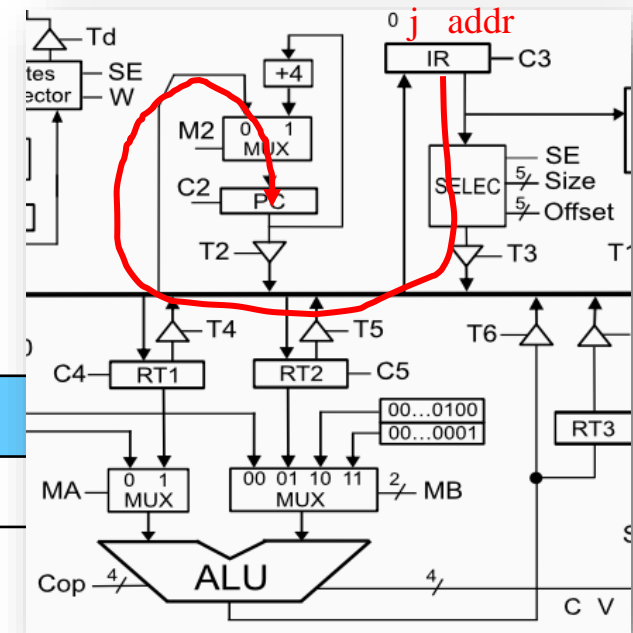 0 j addr
Td
IR
C3
tes
SE
ector
W
+4
M2
0 1
MUX
SE
SELEC
5
Size
C2
PC
5
Offset
T2
T3
T4
T5
T6
C4
RT1
RT2
C5
00...0100
00...0001
RT3
0 1
00 01 10 11
MA
MUX
MUX
2
MB
Cop
4
ALU
4
C V